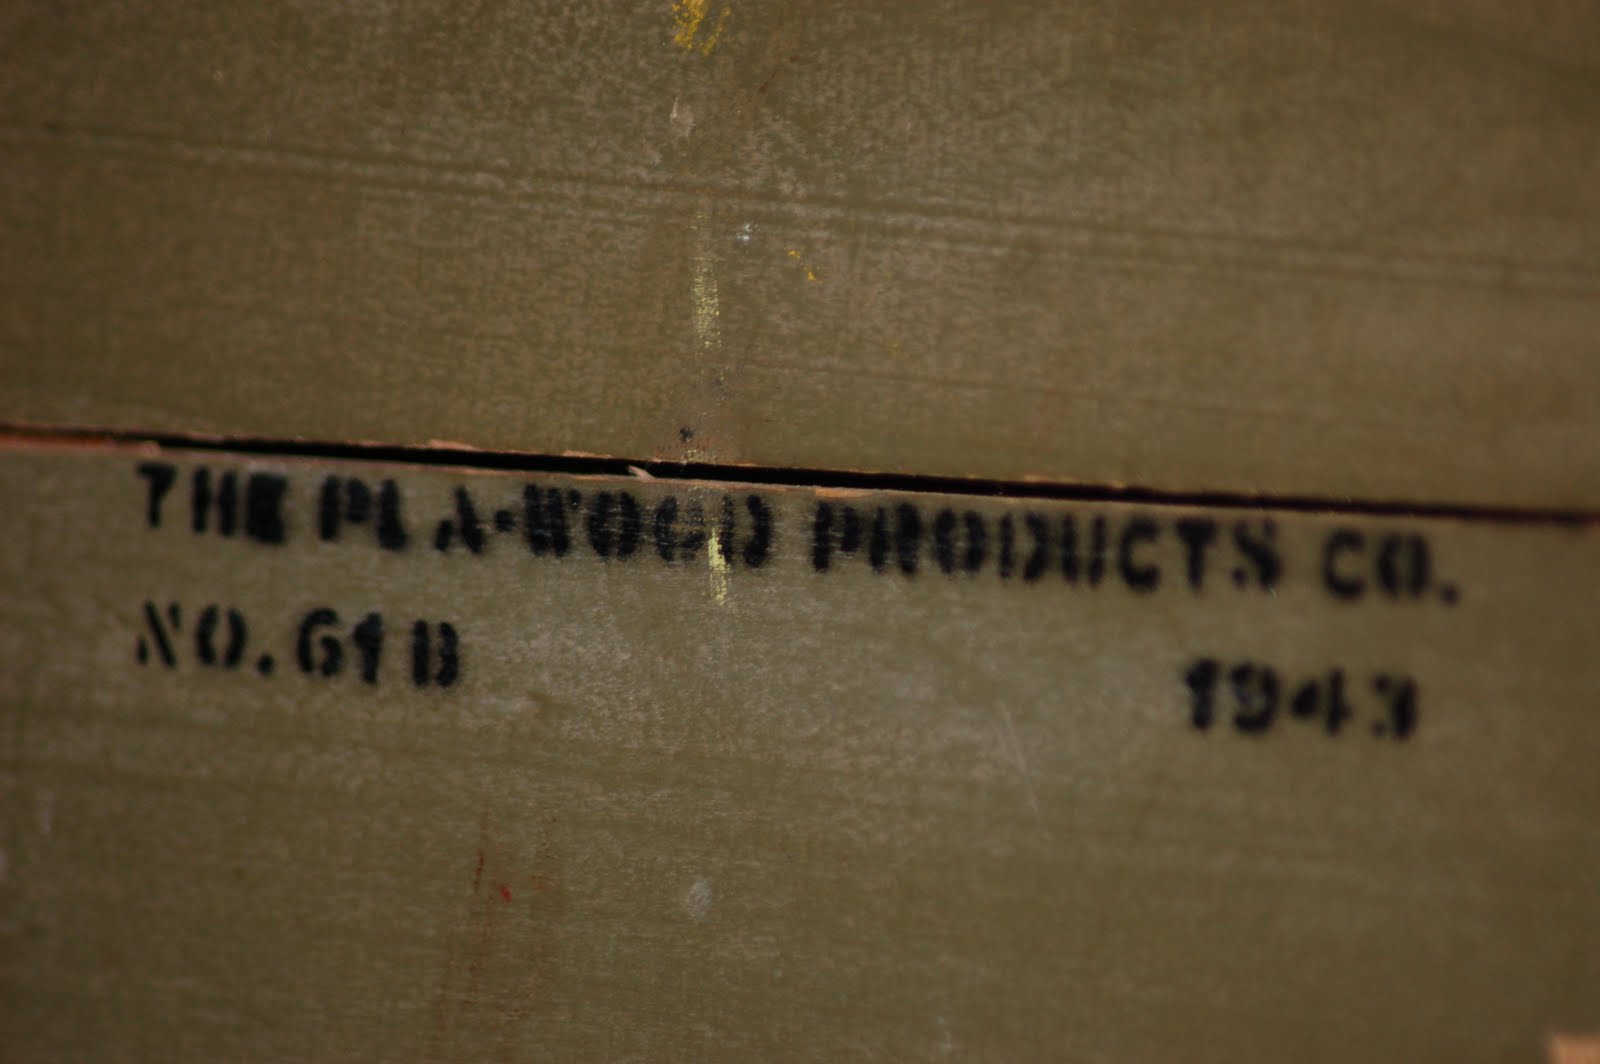 THE PLA-WOOD PRODUCTS CO.
NO. 61B
1943